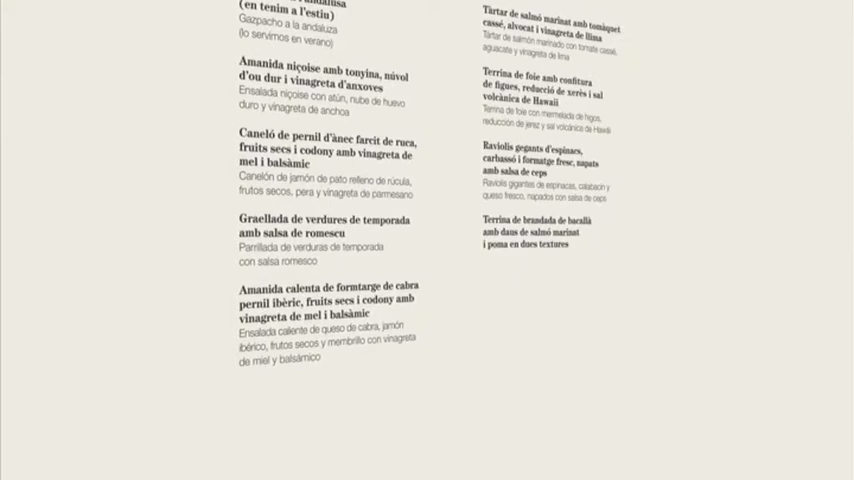 (en tenim a l'estiu)
Gazpacho a la andaluza
(lo servimos en verano)
Amanida niçoise amb tonyina, núvol
d'ou dur i vinagreta d'anxoves
Ensalada niçoise con atún, nube de huevo
duro y vinagreta de anchoa
Caneló de pernil d'ànec farcit de ruca,
fruits secs i codony amb vinagreta de
mel i balsàmic
Canelón de jamón de pato relleno de rúcula,
frutos secos, pera y vinagreta de parmesano
Graellada de verdures de temporada
amb salsa de romescu
Parrillada de verduras de temporada
con salsa romesco
Amanida calenta de formtarge de cabra
pernil ibèric, fruits secs i codony amb
vinagreta de mel i balsàmic
Ensalada caliente de queso de cabra, jamón
ibérico, frutos secos y membrillo con vinagreta
de miel y balsámico
Tàrtar de salmó marinat amb tomàquet
cassé, alvocat i vinagreta de llima
Tártar de salmón marinado con tomate cassé,
aguacate y vinagreta de lima
Terrina de foie amb confitura
de figues, redacció de xerès i sal
volcànica de Hawaii
Terrina de foie con mermelada de higos,
reducción de jerez y sal volcánica de Hawaii
Raviolis gegants d'espinacs,
carbassó i formatge fresc, napats
amb salsa de ceps
Raviolis gigantes de espinacas, calabacín y
queso fresco, napados con salsa de ceps
Terrina de brandada de bacallà
amb daus de salmó marinat
i poma en dues textures